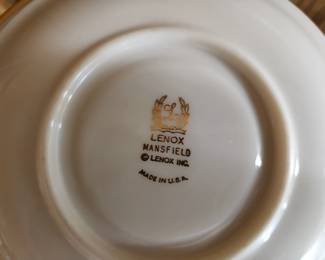 L
LENOX
MANSFIELD
© LENOX INC.
MADE IN U.S.A.